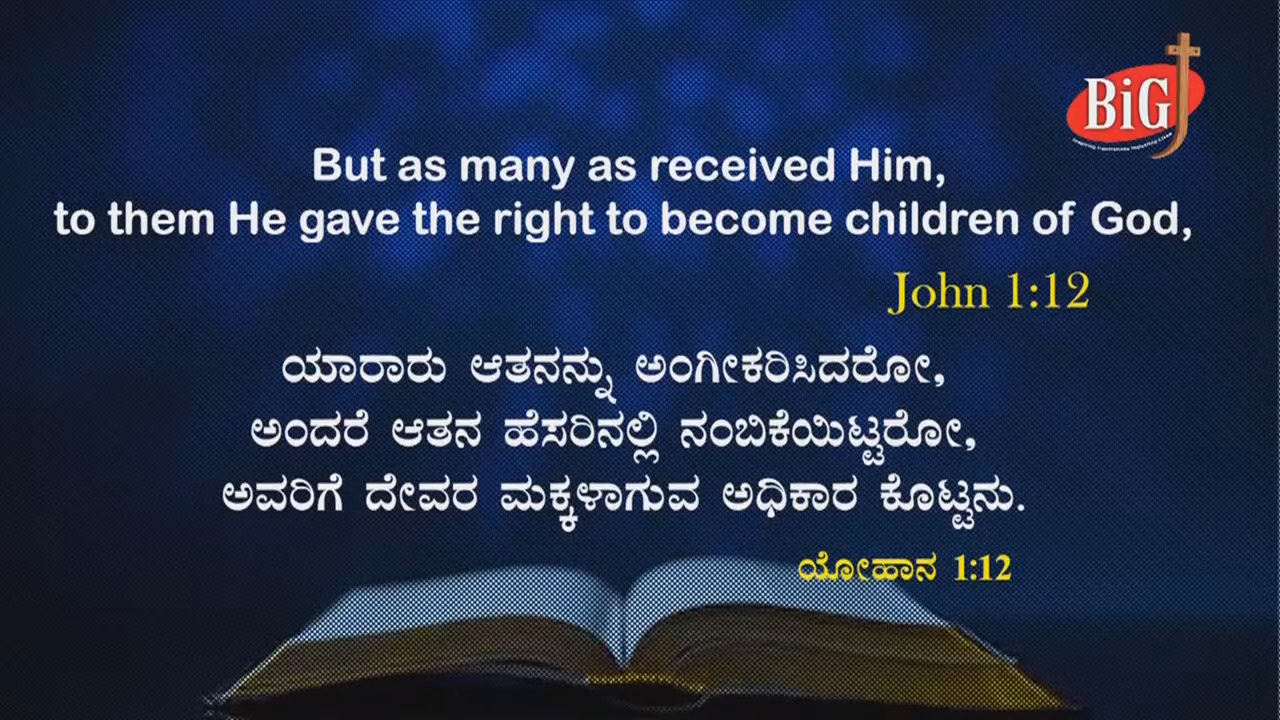 BiG
But as many as received Him,
to them He gave the right to become children of God,
John 1:12
ಯಾರಾರು ಆತನನ್ನು ಅಂಗೀಕರಿಸಿದರೋ,
ಅಂದರೆ ಆತನ ಹೆಸರಿನಲ್ಲಿ ನಂಬಿಕೆಯಿಟ್ಟರೋ,
ಅವರಿಗೆ ದೇವರ ಮಕ್ಕಳಾಗುವ ಅಧಿಕಾರ ಕೊಟ್ಟನು.
ಯೋಹಾನ 1:12